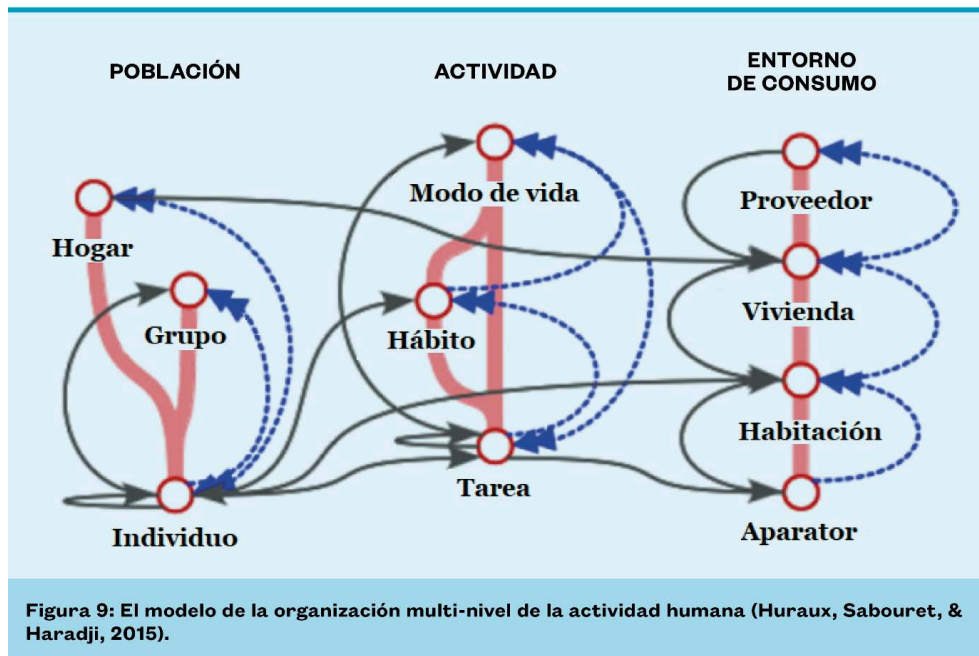 POBLACIÓN
ACTIVIDAD
ENTORNO
DE CONSUMO
Hogar
Grupo
Individuo
Modo de vida
Hábito
Tarea
Proveedor
Vivienda
Habitación
Aparator
Figura 9: El modelo de la organización multi-nivel de la actividad humana (Huraux, Sabouret, &
Haradji, 2015).